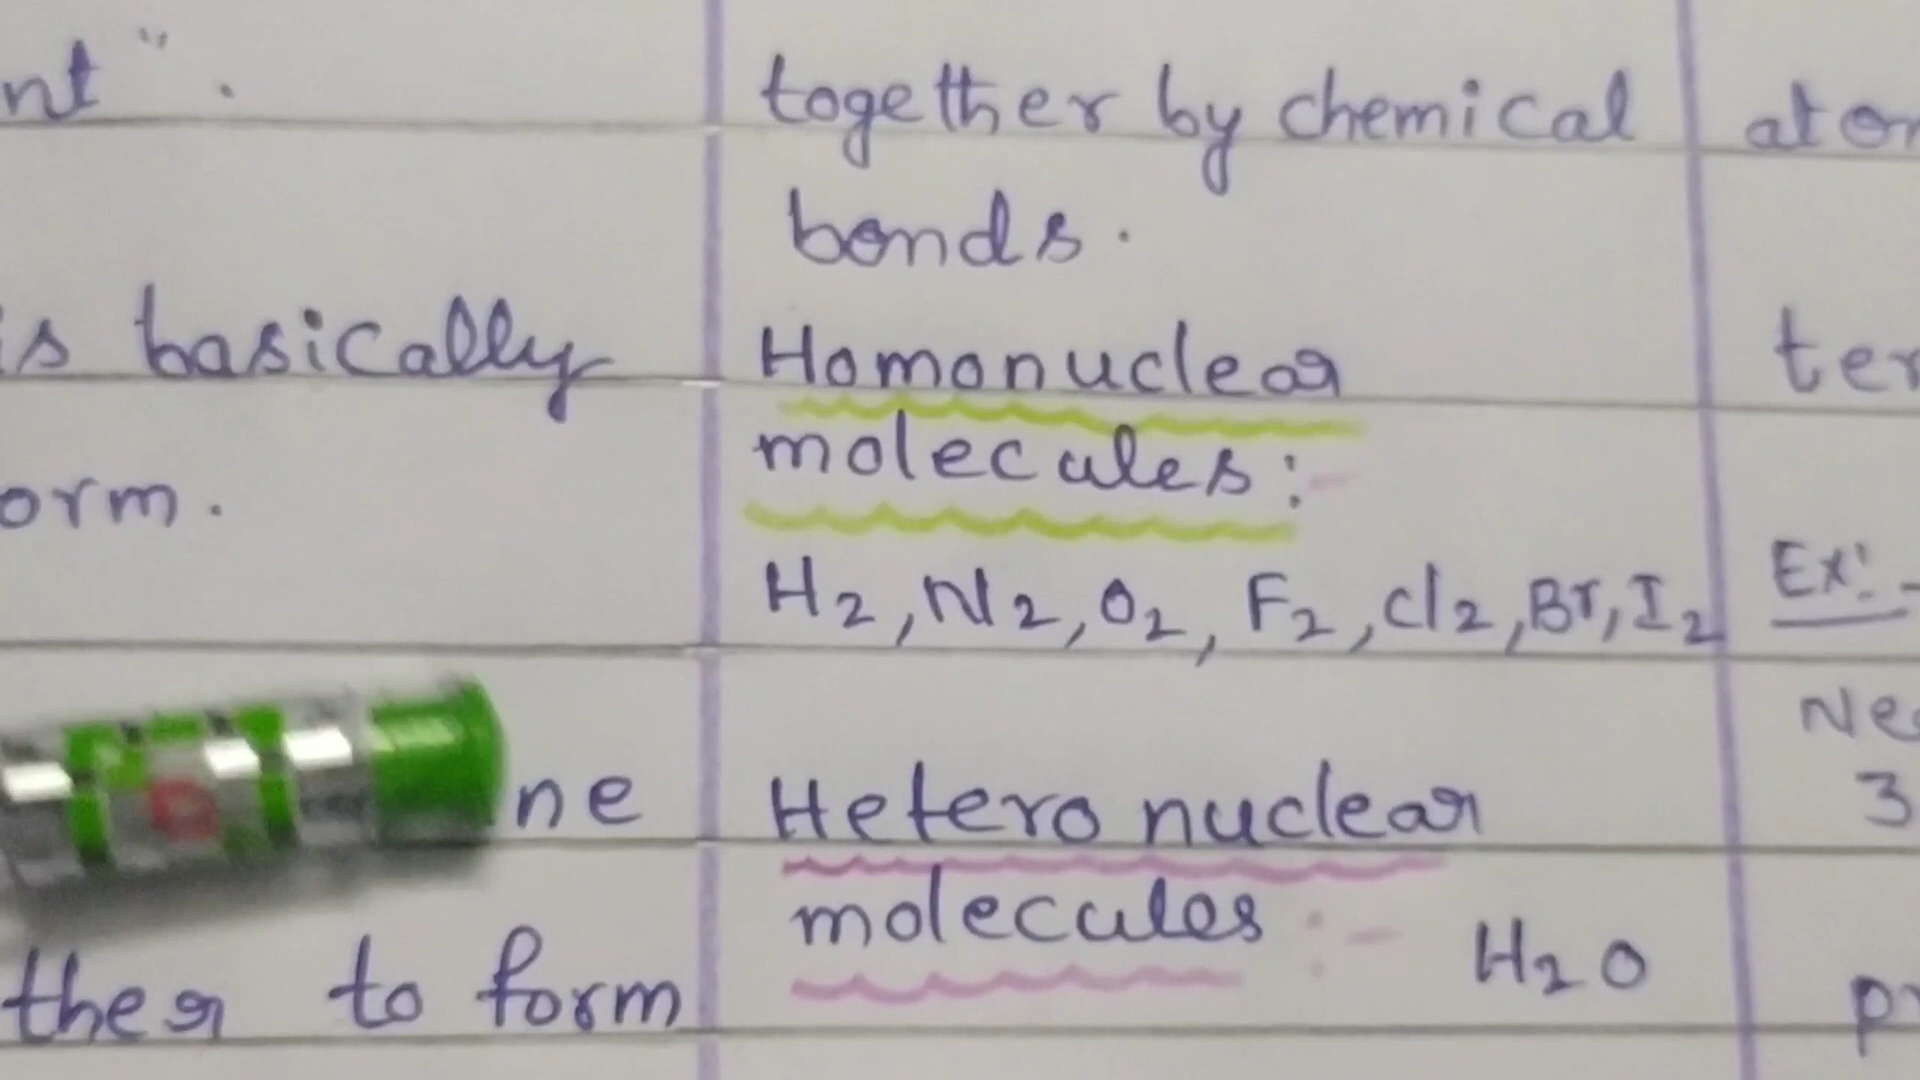 nt".
is basically
orm.
ne
ther to form
together by chemical
bonds.
Homonuclear
molecules:-
H2, N2, O2, F2, Cl2, Br, I2
Hetero nuclear
molecules :- H2O
ato
ter
Ex:-
Ne
3
pr